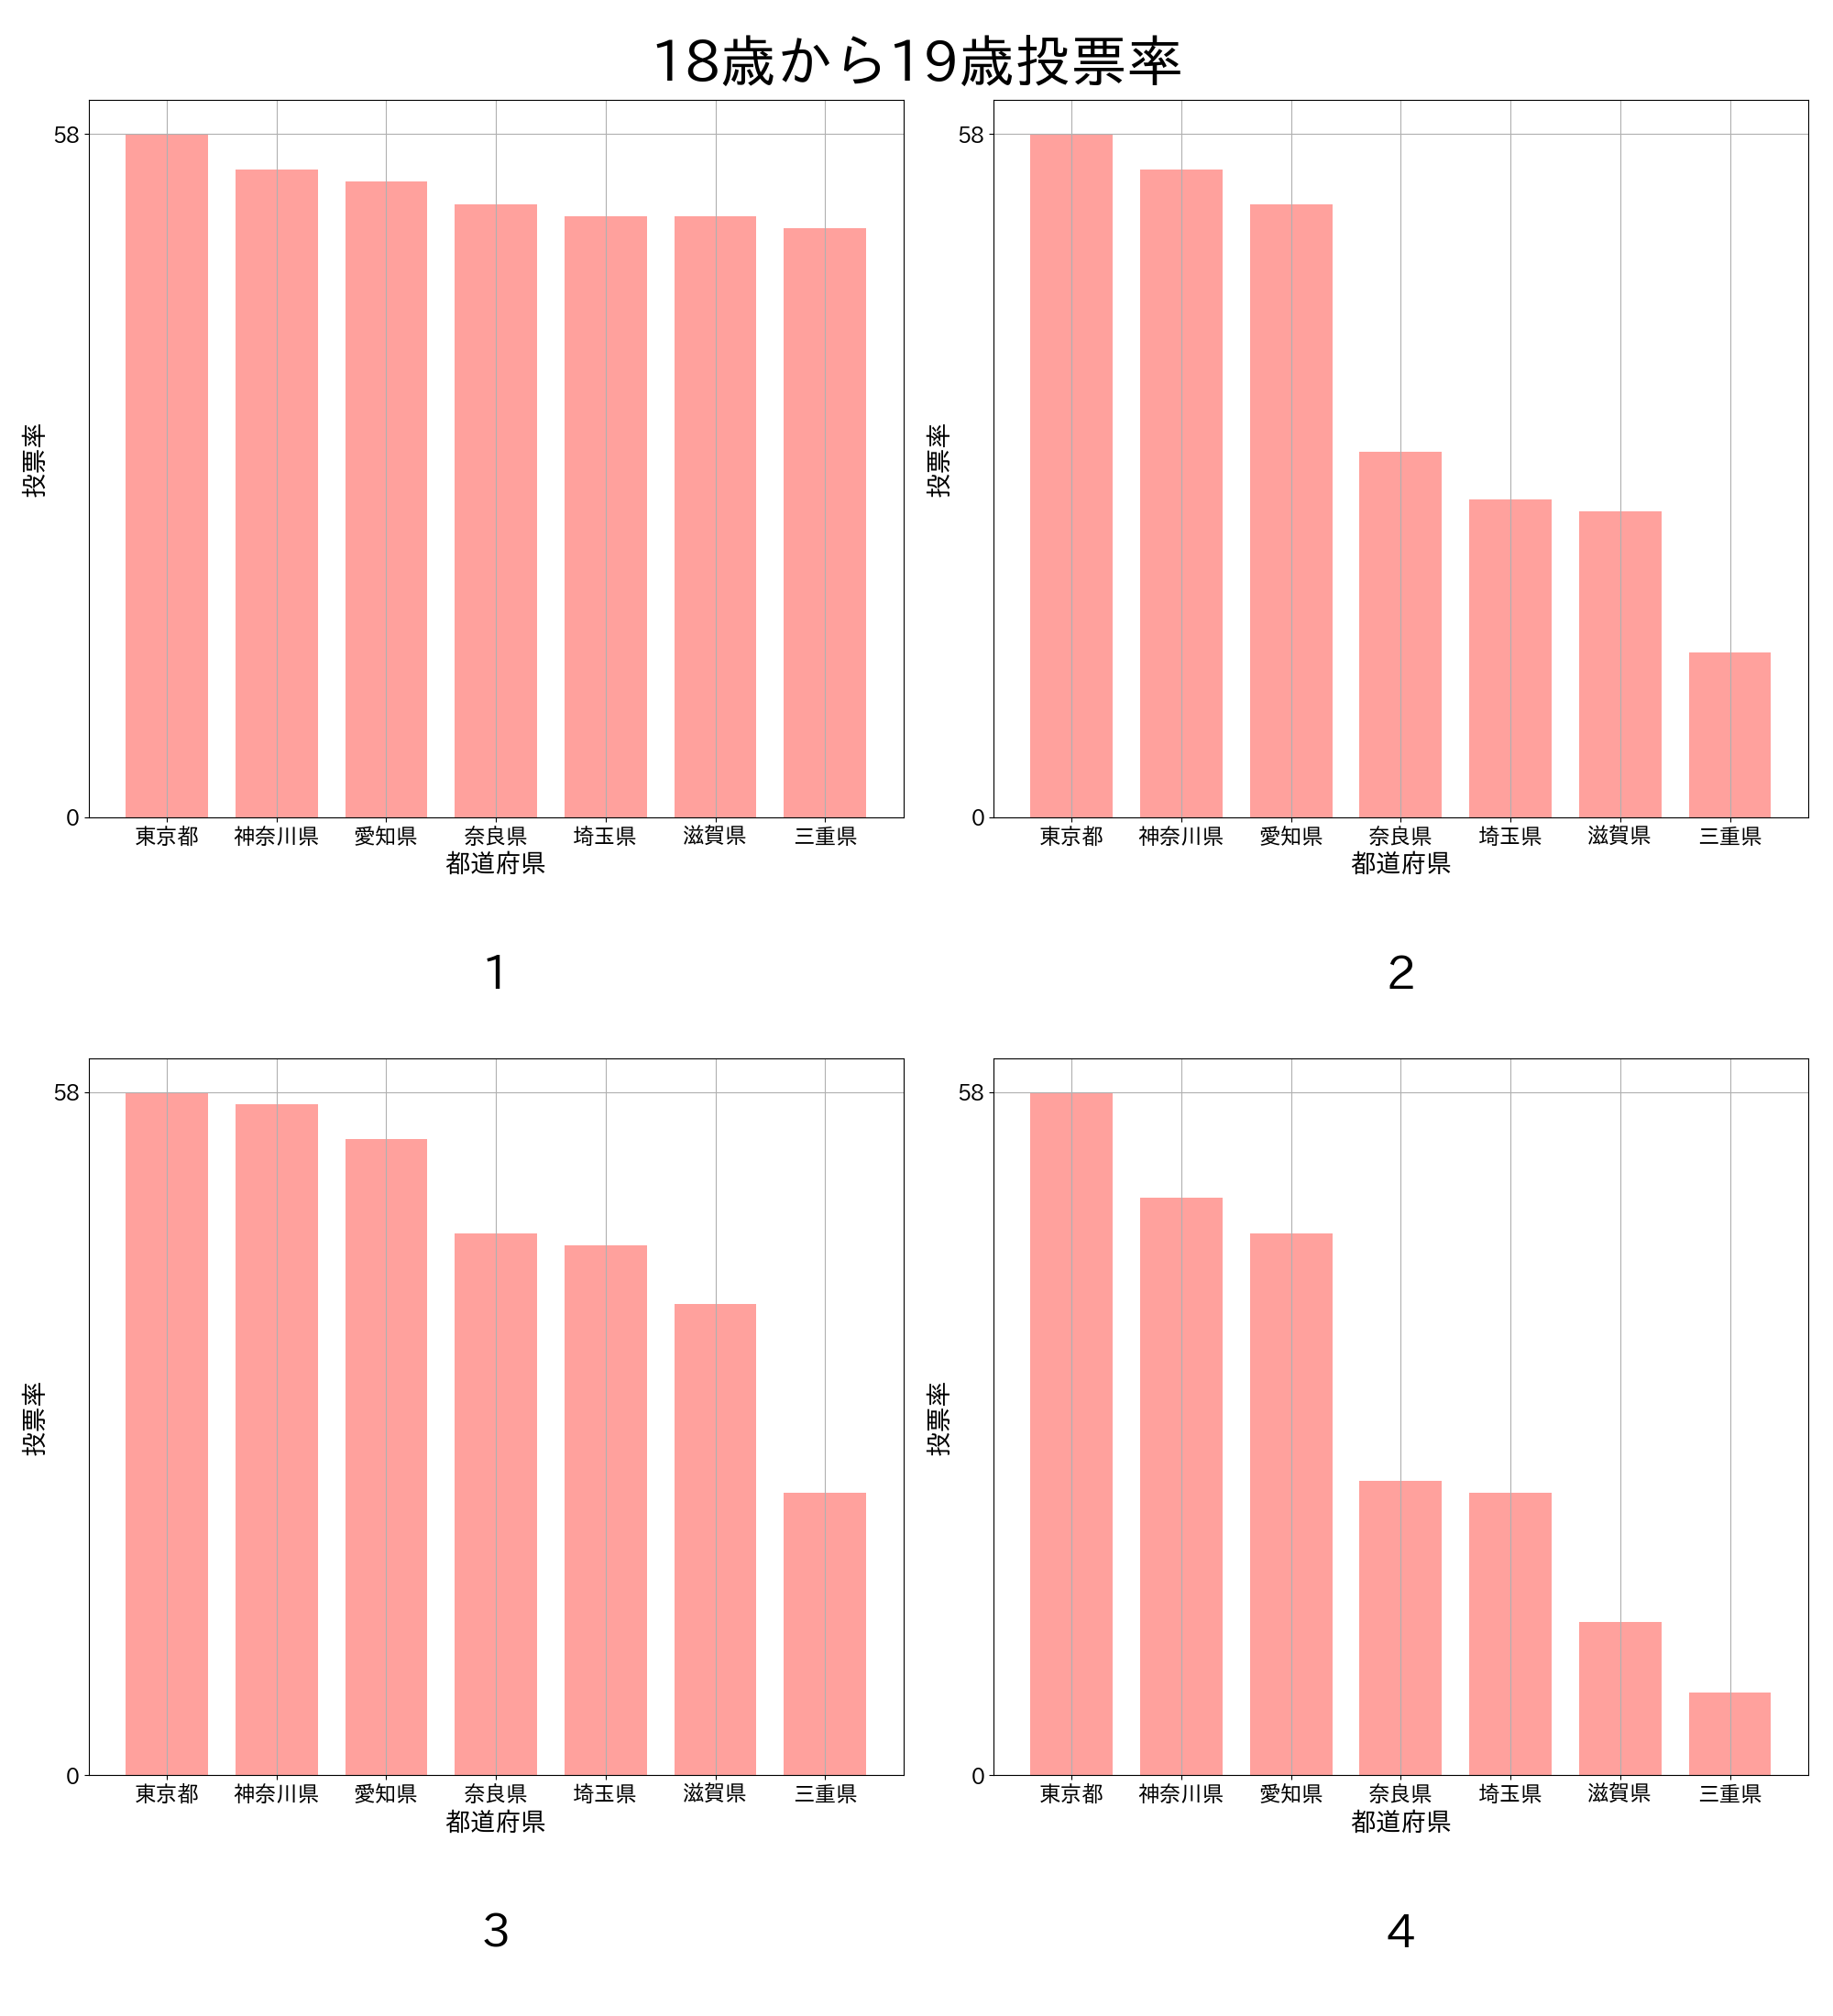 18歳から19歳投票率
58
0
投票率
東京都 神奈川県 愛知県 奈良県 埼玉県 滋賀県 三重県
都道府県
1
58
0
投票率
東京都 神奈川県 愛知県 奈良県 埼玉県 滋賀県 三重県
都道府県
2
58
0
投票率
東京都 神奈川県 愛知県 奈良県 埼玉県 滋賀県 三重県
都道府県
3
58
0
投票率
東京都 神奈川県 愛知県 奈良県 埼玉県 滋賀県 三重県
都道府県
4